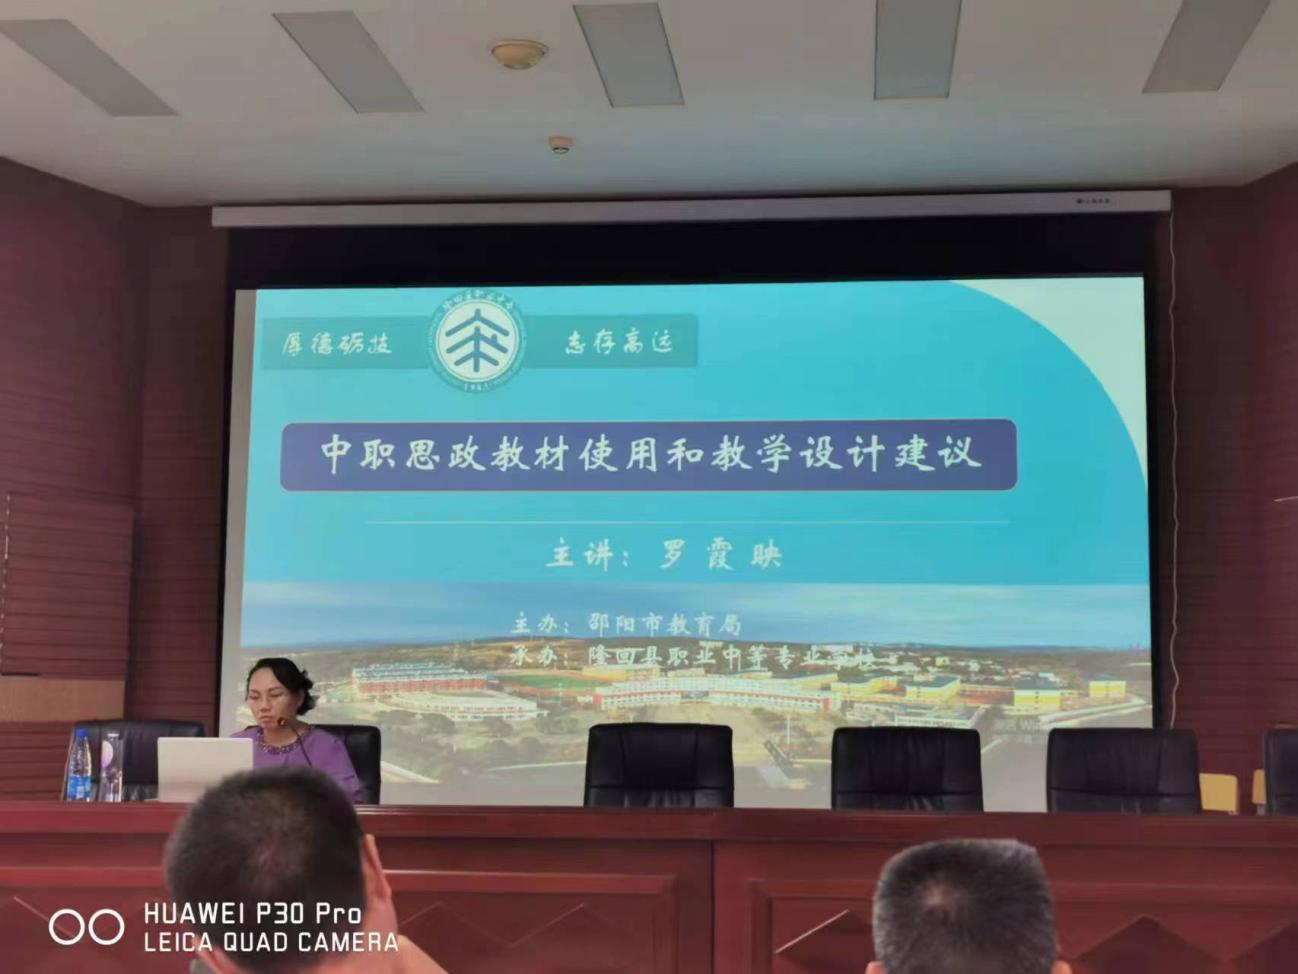 厚德砺技
志存高远
中职思政教材使用和教学设计建议
主讲：罗霞映
主办：邵阳市教育局
承办：隆回县职业中等专业学校
HUAWEI P30 Pro
LEICA QUAD CAMERA